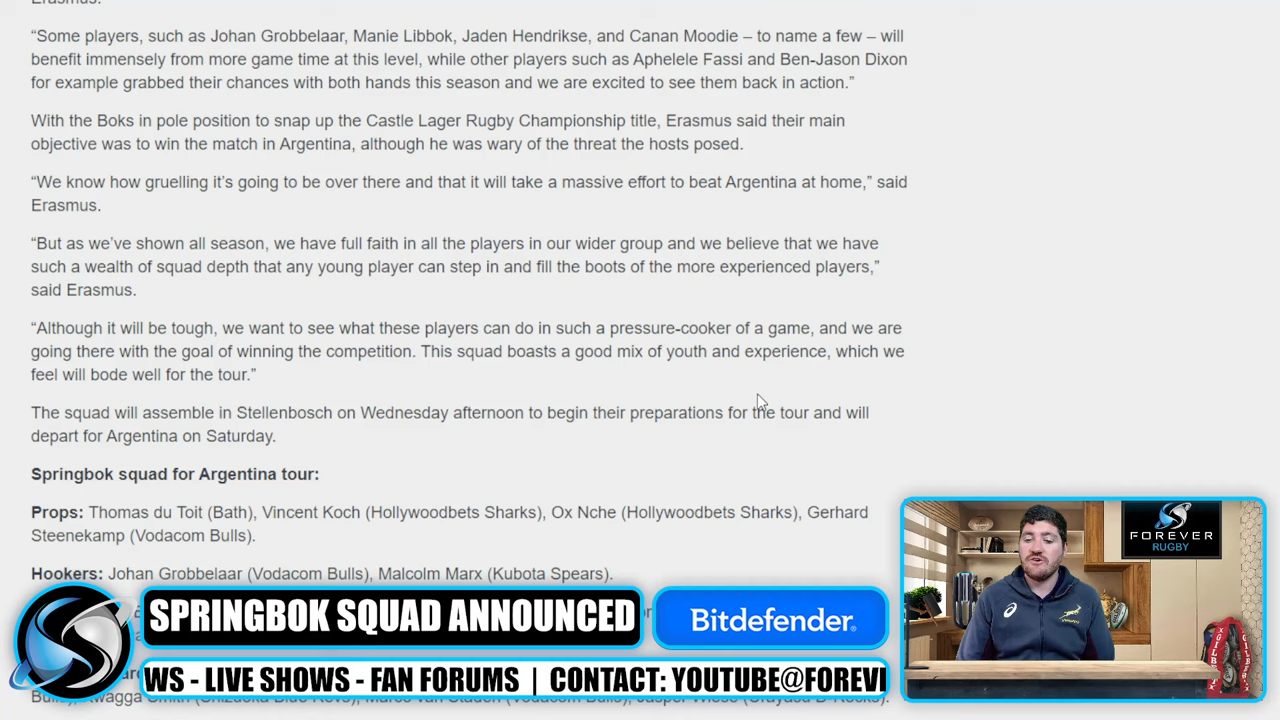 Erasmus.
“Some players, such as Johan Grobbelaar, Manie Libbok, Jaden Hendrikse, and Canan Moodie – to name a few – will
benefit immensely from more game time at this level, while other players such as Aphelele Fassi and Ben-Jason Dixon
for example grabbed their chances with both hands this season and we are excited to see them back in action.”
With the Boks in pole position to snap up the Castle Lager Rugby Championship title, Erasmus said their main
objective was to win the match in Argentina, although he was wary of the threat the hosts posed.
“We know how gruelling it’s going to be over there and that it will take a massive effort to beat Argentina at home,” said
Erasmus.
“But as we’ve shown all season, we have full faith in all the players in our wider group and we believe that we have
such a wealth of squad depth that any young player can step in and fill the boots of the more experienced players,”
said Erasmus.
“Although it will be tough, we want to see what these players can do in such a pressure-cooker of a game, and we are
going there with the goal of winning the competition. This squad boasts a good mix of youth and experience, which we
feel will bode well for the tour.”
The squad will assemble in Stellenbosch on Wednesday afternoon to begin their preparations for the tour and will
depart for Argentina on Saturday.
Springbok squad for Argentina tour:
Props: Thomas du Toit (Bath), Vincent Koch (Hollywoodbets Sharks), Ox Nche (Hollywoodbets Sharks), Gerhard
Steenekamp (Vodacom Bulls).
Hookers: Johan Grobbelaar (Vodacom Bulls), Malcolm Marx (Kubota Spears).
SPRINGBOK SQUAD ANNOUNCED
Bitdefender
WS - LIVE SHOWS - FAN FORUMS | CONTACT: YOUTUBE@FOREVE
FOREVER
RUGBY